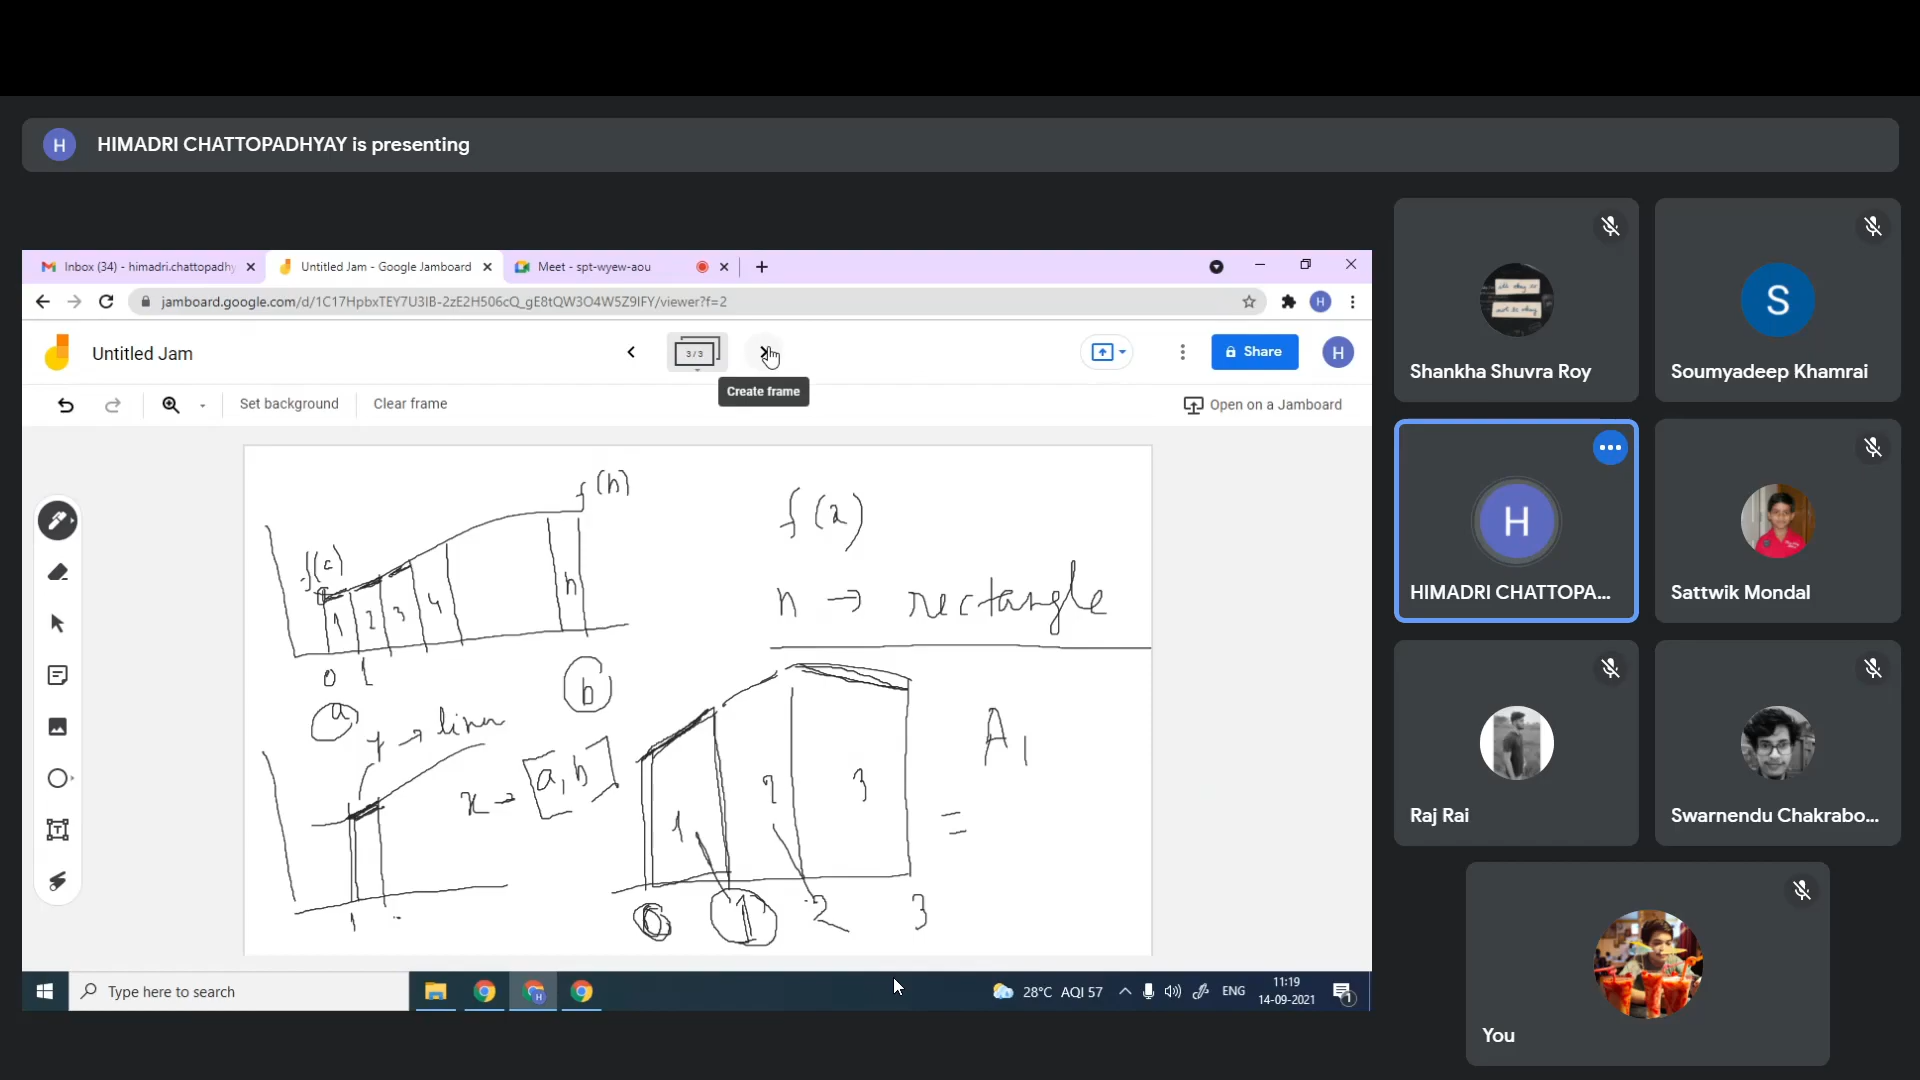 H HIMADRI CHATTOPADHYAY is presenting
Inbox (34) - himadri.chattopadhy
Untitled Jam - Google Jamboard
Meet - spt-wyew-aou
jamboard.google.com/d/1C17HpbxTEY7U3IB-2zE2H506cQ_gE8tQW3O4W5Z9IFY/viewer?f=2
H
Untitled Jam
3 / 3
Share
H
Create frame
Set background
Clear frame
Open on a Jamboard
f(n)
f(x)
n → rectangle
1 2 3 4 n
0 1
a
b
x → [a, b]
1 2 3
A1
=
1
0 1 2 3
Type here to search
H
28°C AQI 57
ENG
11:19
14-09-2021
1
Shankha Shuvra Roy
S
Soumyadeep Khamrai
H
HIMADRI CHATTOPA...
Sattwik Mondal
Raj Rai
Swarnendu Chakrabo...
You